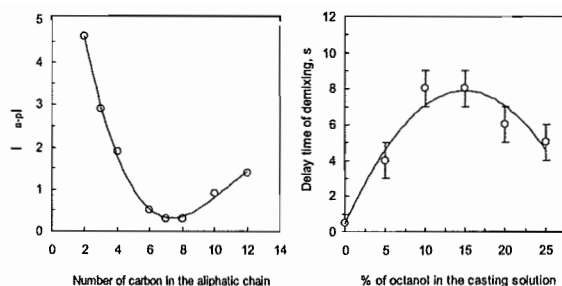 5
4
3
2
1
0
| a-p|
0 2 4 6 8 10 12 14
Number of carbon in the aliphatic chain
12
10
8
6
4
2
0
Delay time of demixing, s
0 5 10 15 20 25
% of octanol in the casting solution